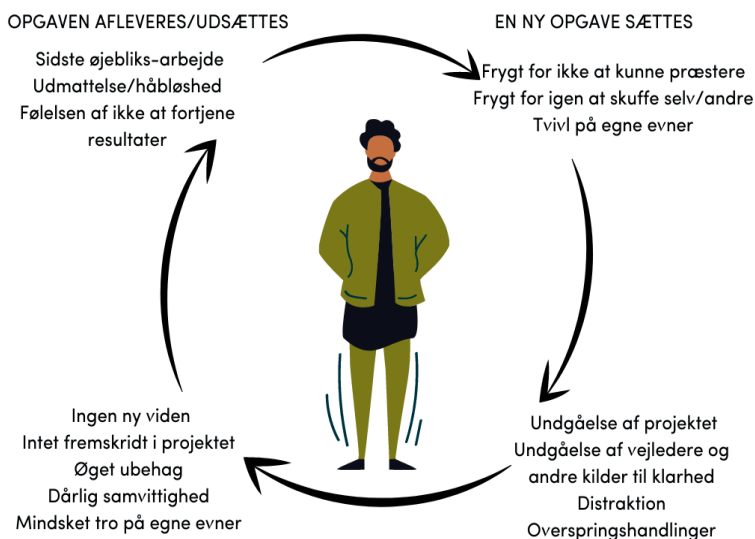 OPGAVEN AFLEVERES/UDSÆTTES
Sidste øjebliks-arbejde
Udmattelse/håbløshed
Følelsen af ikke at fortjene
resultater
EN NY OPGAVE SÆTTES
Frygt for ikke at kunne præstere
Frygt for igen at skuffe selv/andre
Tvivl på egne evner
Undgåelse af projektet
Undgåelse af vejledere og
andre kilder til klarhed
Distraktion
Overspringshandlinger
Ingen ny viden
Intet fremskridt i projektet
Øget ubehag
Dårlig samvittighed
Mindsket tro på egne evner